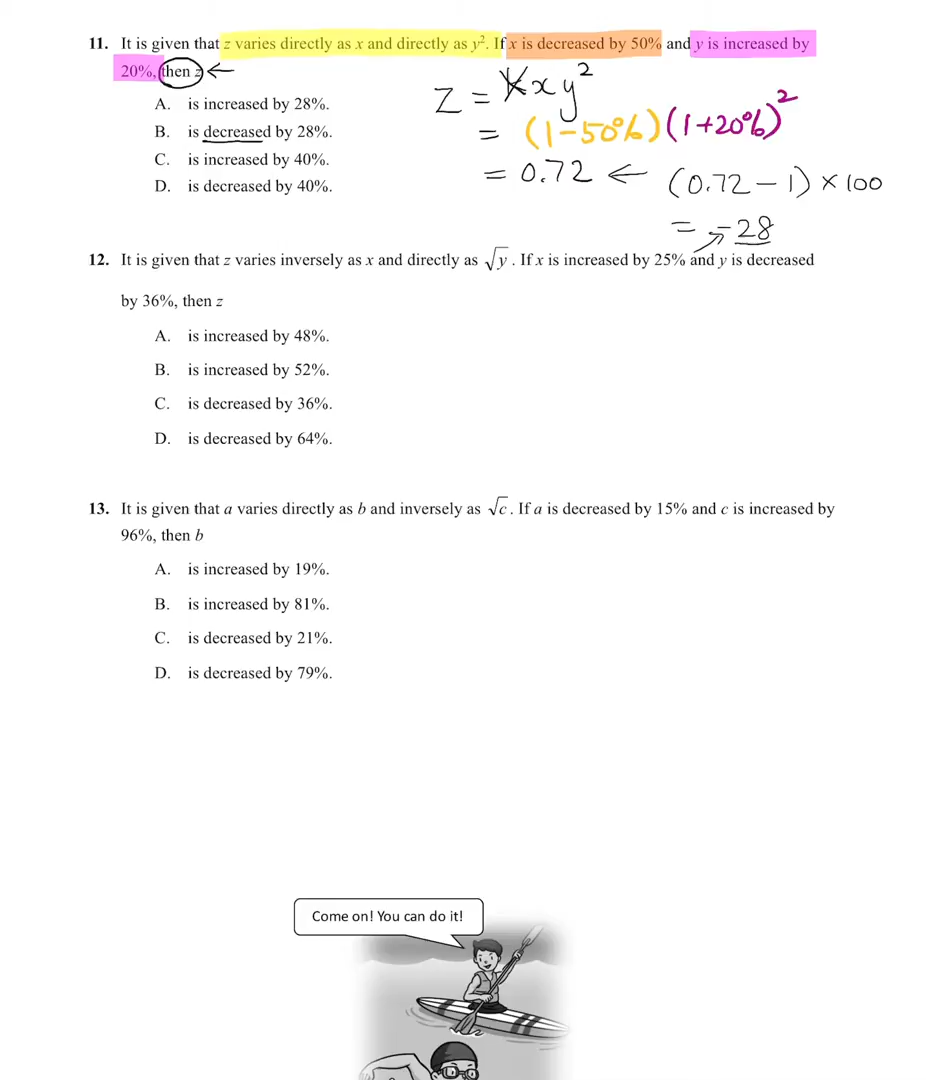 11. It is given that z varies directly as x and directly as y². If x is decreased by 50% and y is increased by
20%, then z
z = kxy²
A. is increased by 28%.
= (1-50%)(1+20%)²
B. is decreased by 28%.
C. is increased by 40%.
= 0.72 ← (0.72-1)×100
D. is decreased by 40%.
= -28
12. It is given that z varies inversely as x and directly as √y. If x is increased by 25% and y is decreased
by 36%, then z
A. is increased by 48%.
B. is increased by 52%.
C. is decreased by 36%.
D. is decreased by 64%.
13. It is given that a varies directly as b and inversely as √c. If a is decreased by 15% and c is increased by
96%, then b
A. is increased by 19%.
B. is increased by 81%.
C. is decreased by 21%.
D. is decreased by 79%.
Come on! You can do it!